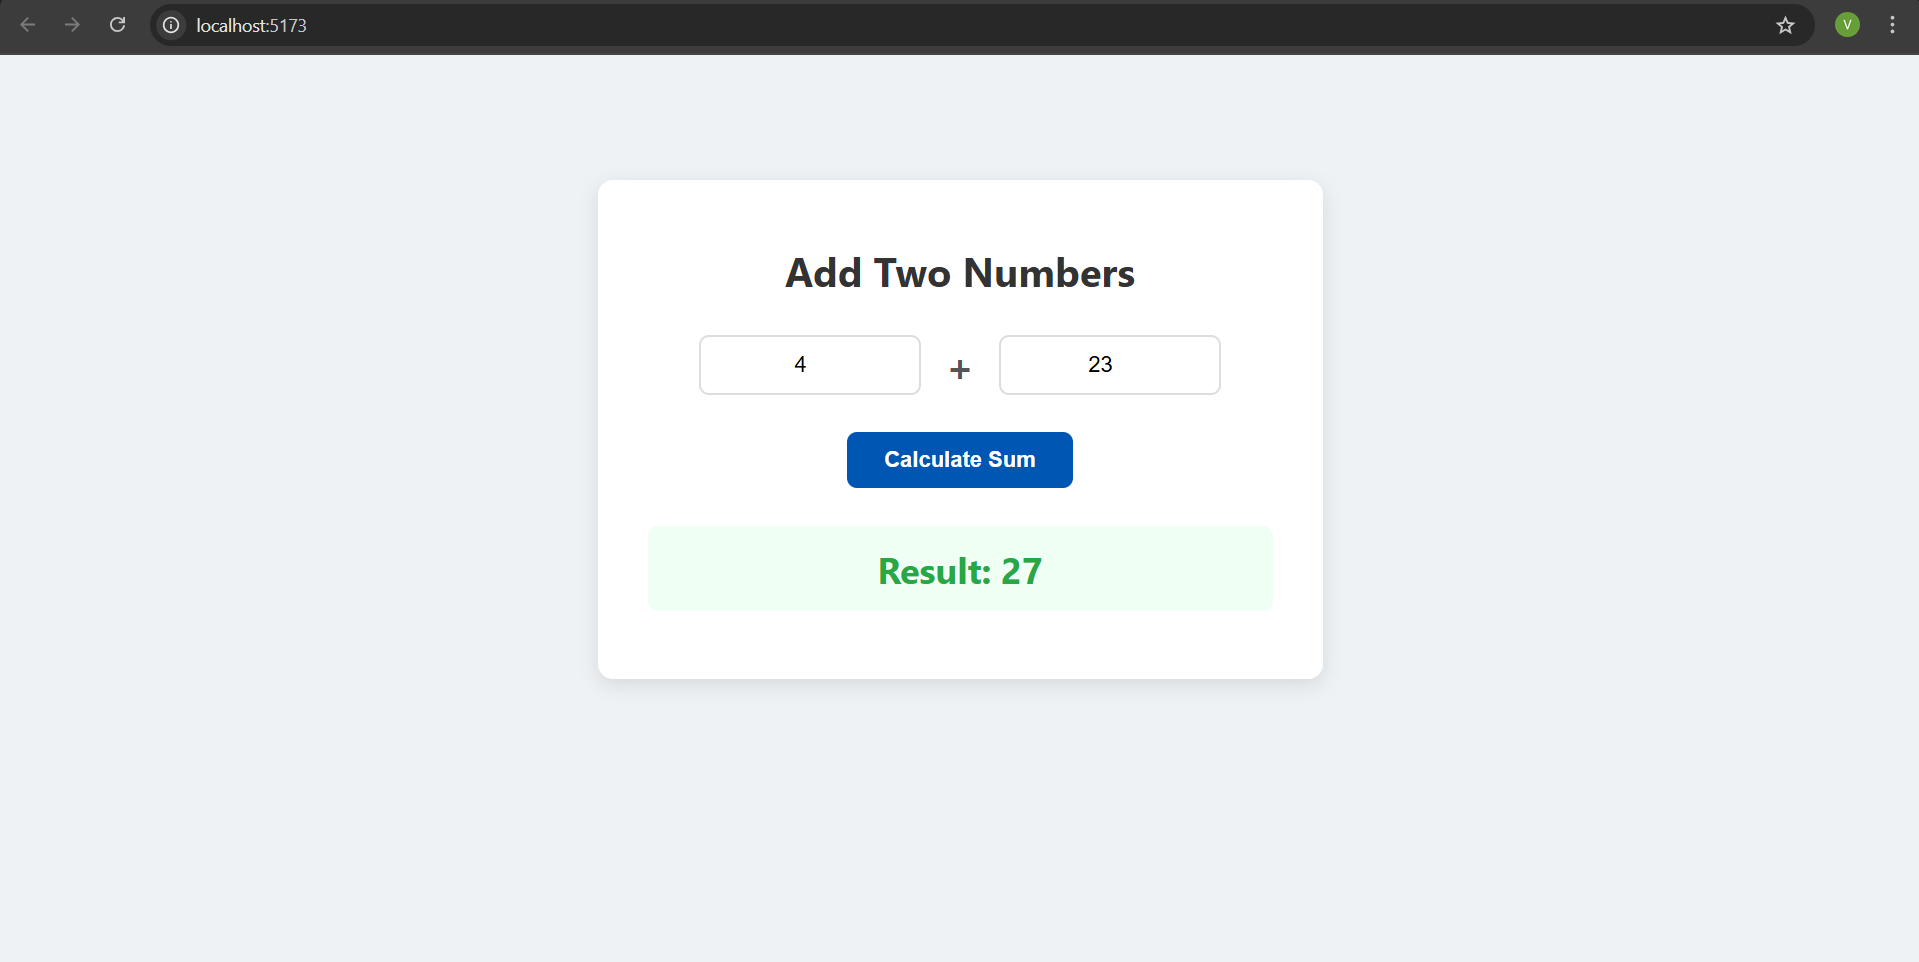 localhost:5173
V
Add Two Numbers
4 + 23
Calculate Sum
Result: 27